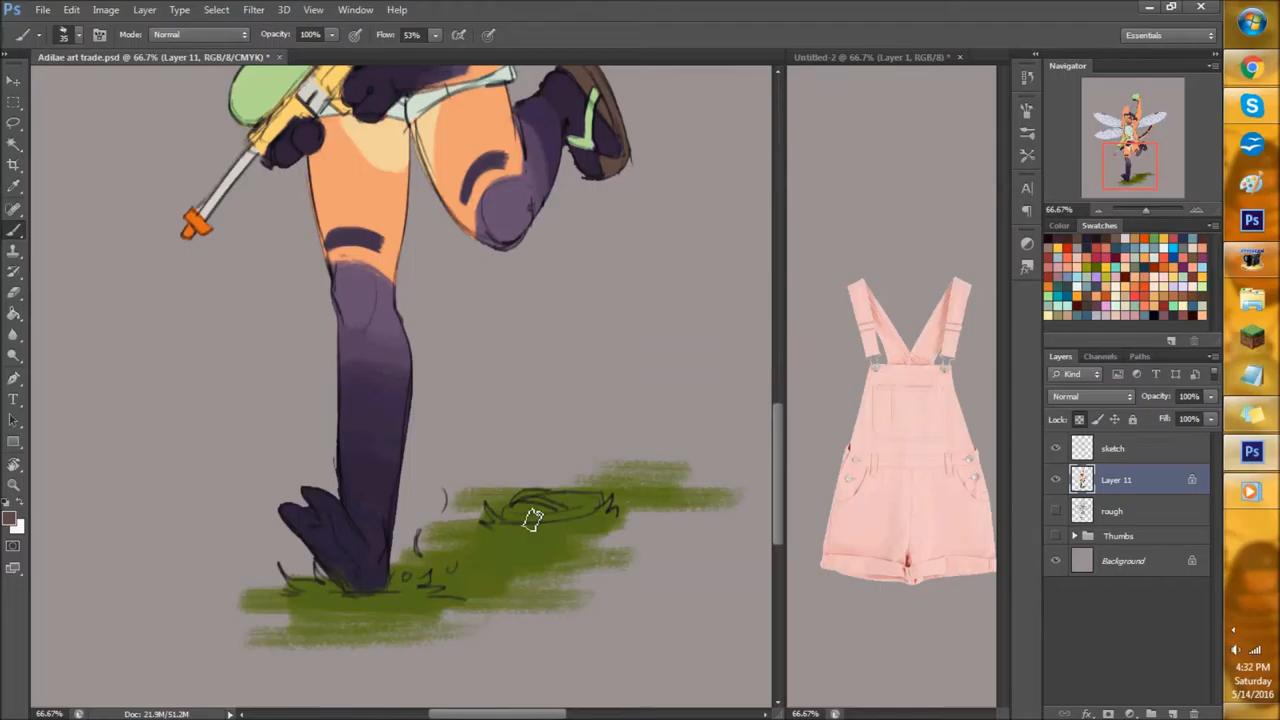 Ps File Edit Image Layer Type Select Filter 3D View Window Help
35 Mode: Normal Opacity: 100% Flow: 53% Essentials
Adilae art trade.psd @ 66.7% (Layer 11, RGB/8/CMYK) * × Untitled-2 @ 66.7% (Layer 1, RGB/8) * ×
Navigator
66.67%
Color Swatches
Layers Channels Paths
Kind
Normal Opacity: 100%
Lock: Fill: 100%
sketch
Layer 11
rough
Thumbs
Background
4:32 PM
Saturday
5/14/2016
66.67% Doc: 21.9M/51.2M 66.67%